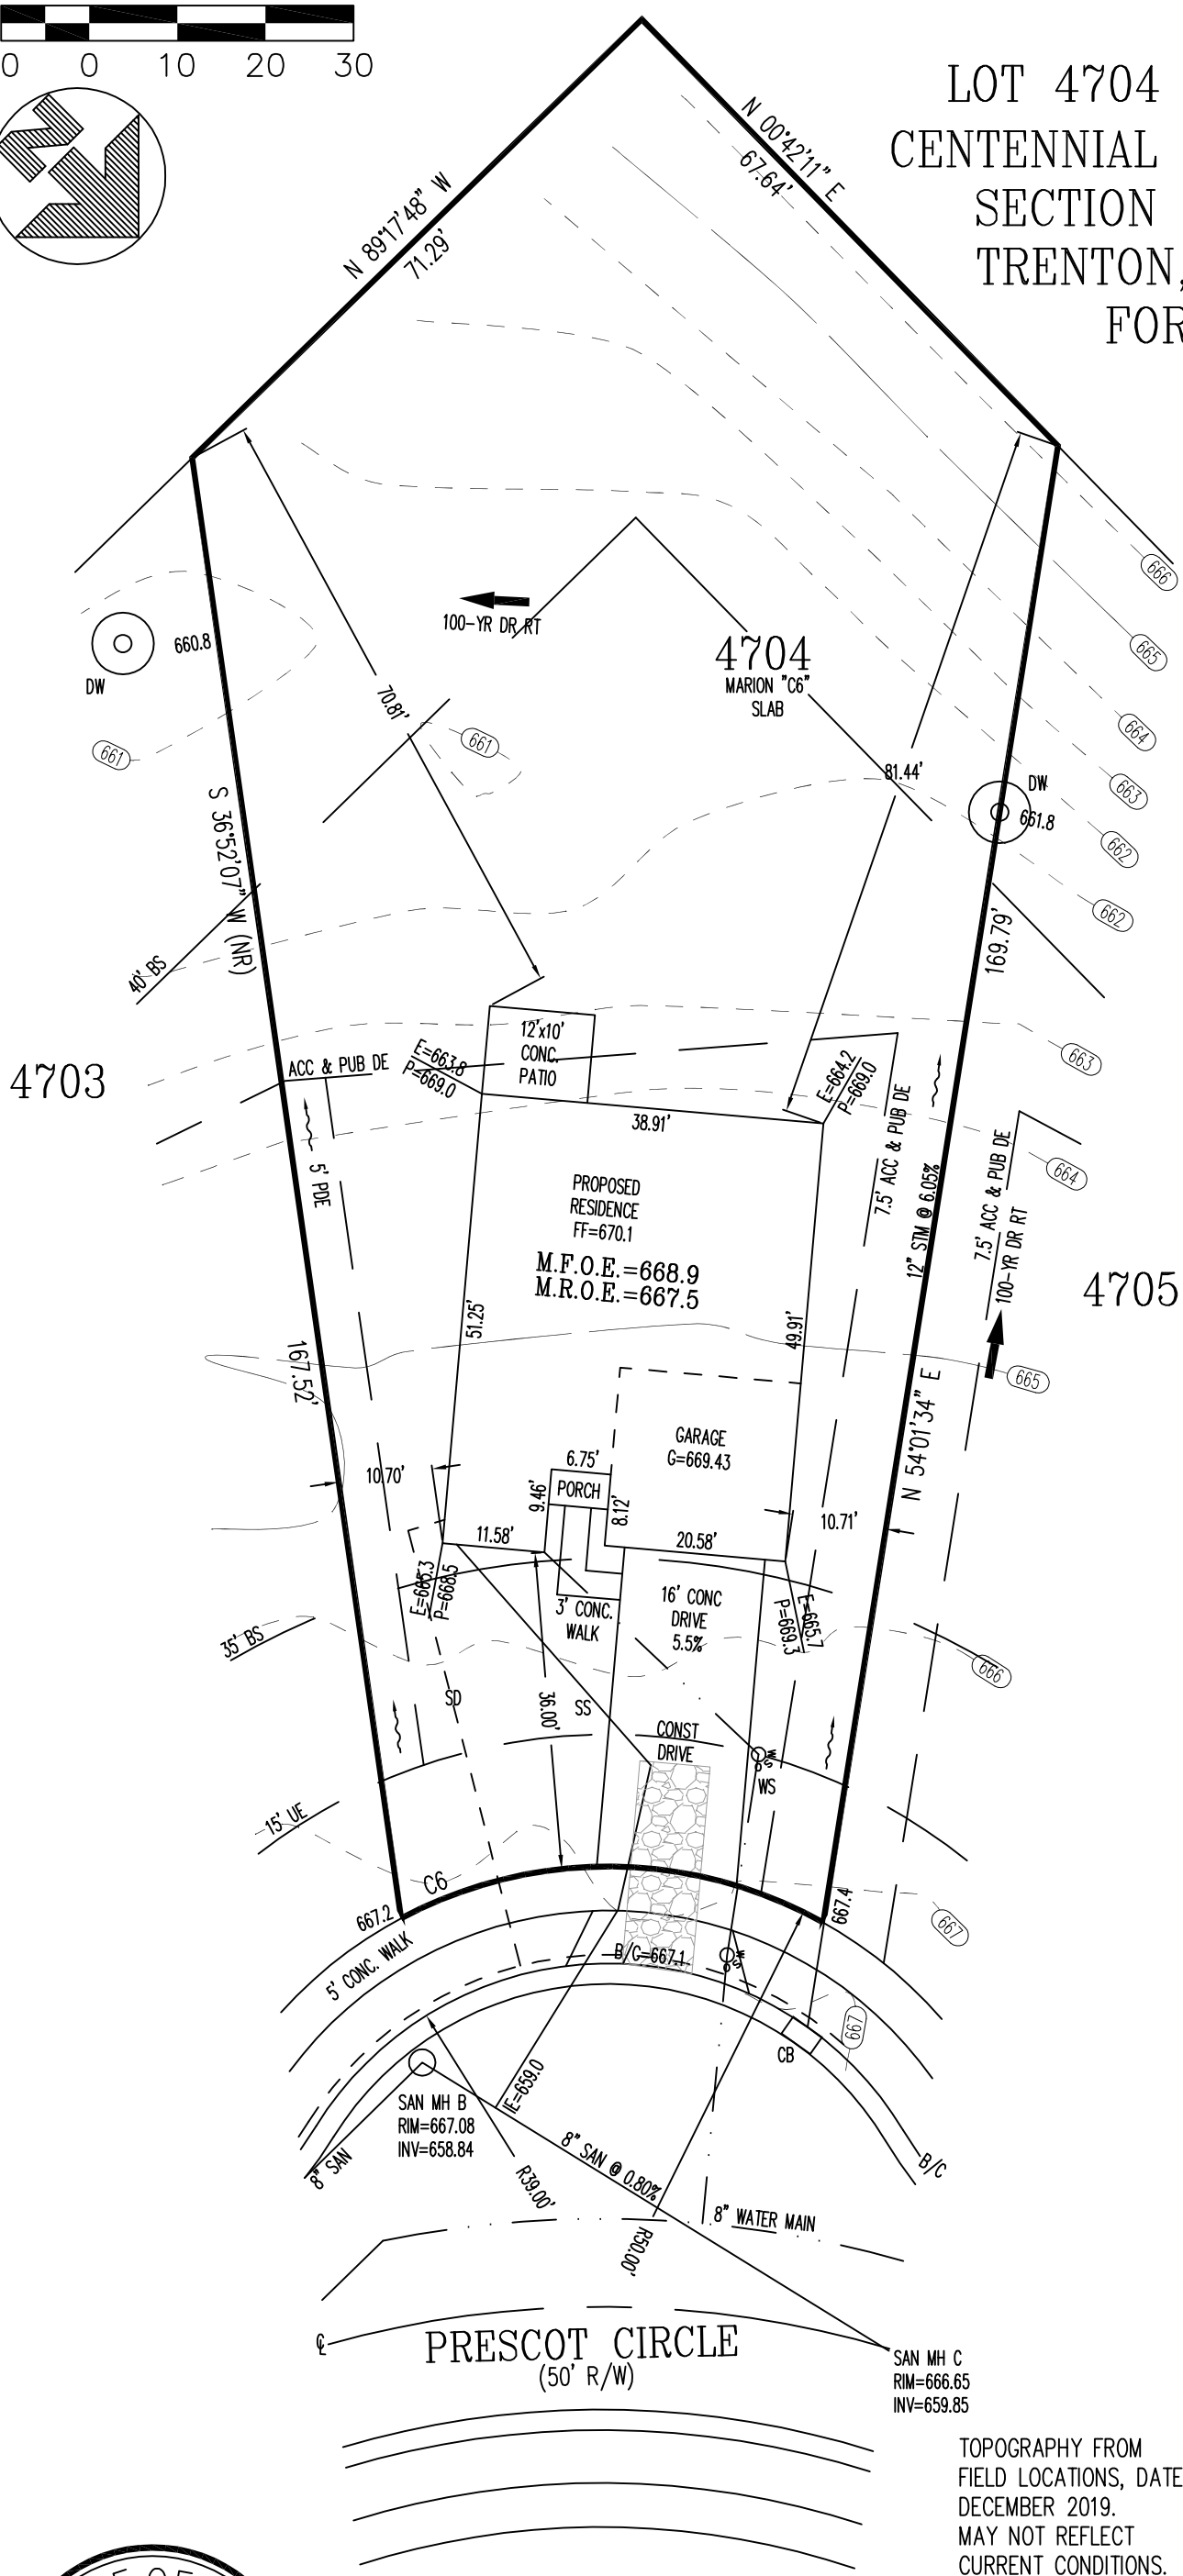 0 0 10 20 30
LOT 4704
CENTENNIAL
SECTION
TRENTON,
FOR
N 89°17'48" W
71.29'
N 00°42'11" E
67.64'
100-YR DR RT
4704
MARION "C6"
SLAB
660.8
DW
661
661
70.81'
81.44'
DW
661.8
666
665
664
663
662
662
663
664
665
666
667
667
S 36°52'07" W (NR)
167.52'
169.79'
N 54°01'34" E
40' BS
4703
4705
ACC & PUB DE
5' PDE
12'x10'
CONC.
PATIO
E=663.8
P=669.0
E=664.2
P=669.0
38.91'
7.5' ACC & PUB DE
12" STM @ 6.05%
7.5' ACC & PUB DE
100-YR DR RT
PROPOSED
RESIDENCE
FF=670.1
M.F.O.E.=668.9
M.R.O.E.=667.5
51.25'
49.91'
GARAGE
G=669.43
6.75'
PORCH
9.46'
8.12'
10.70'
11.58'
20.58'
10.71'
E=665.3
P=668.5
E=665.7
P=669.3
3' CONC.
WALK
16' CONC
DRIVE
5.5%
35' BS
SD
SS
36.00'
CONST
DRIVE
WS
15' UE
C6
667.2
667.4
5' CONC. WALK
B/C=667.1
CB
IE=659.0
SAN MH B
RIM=667.08
INV=658.84
8" SAN
R39.00'
8" SAN @ 0.80%
R50.00'
8" WATER MAIN
B/C
PRESCOT CIRCLE
(50' R/W)
SAN MH C
RIM=666.65
INV=659.85
TOPOGRAPHY FROM
FIELD LOCATIONS, DATE
DECEMBER 2019.
MAY NOT REFLECT
CURRENT CONDITIONS.